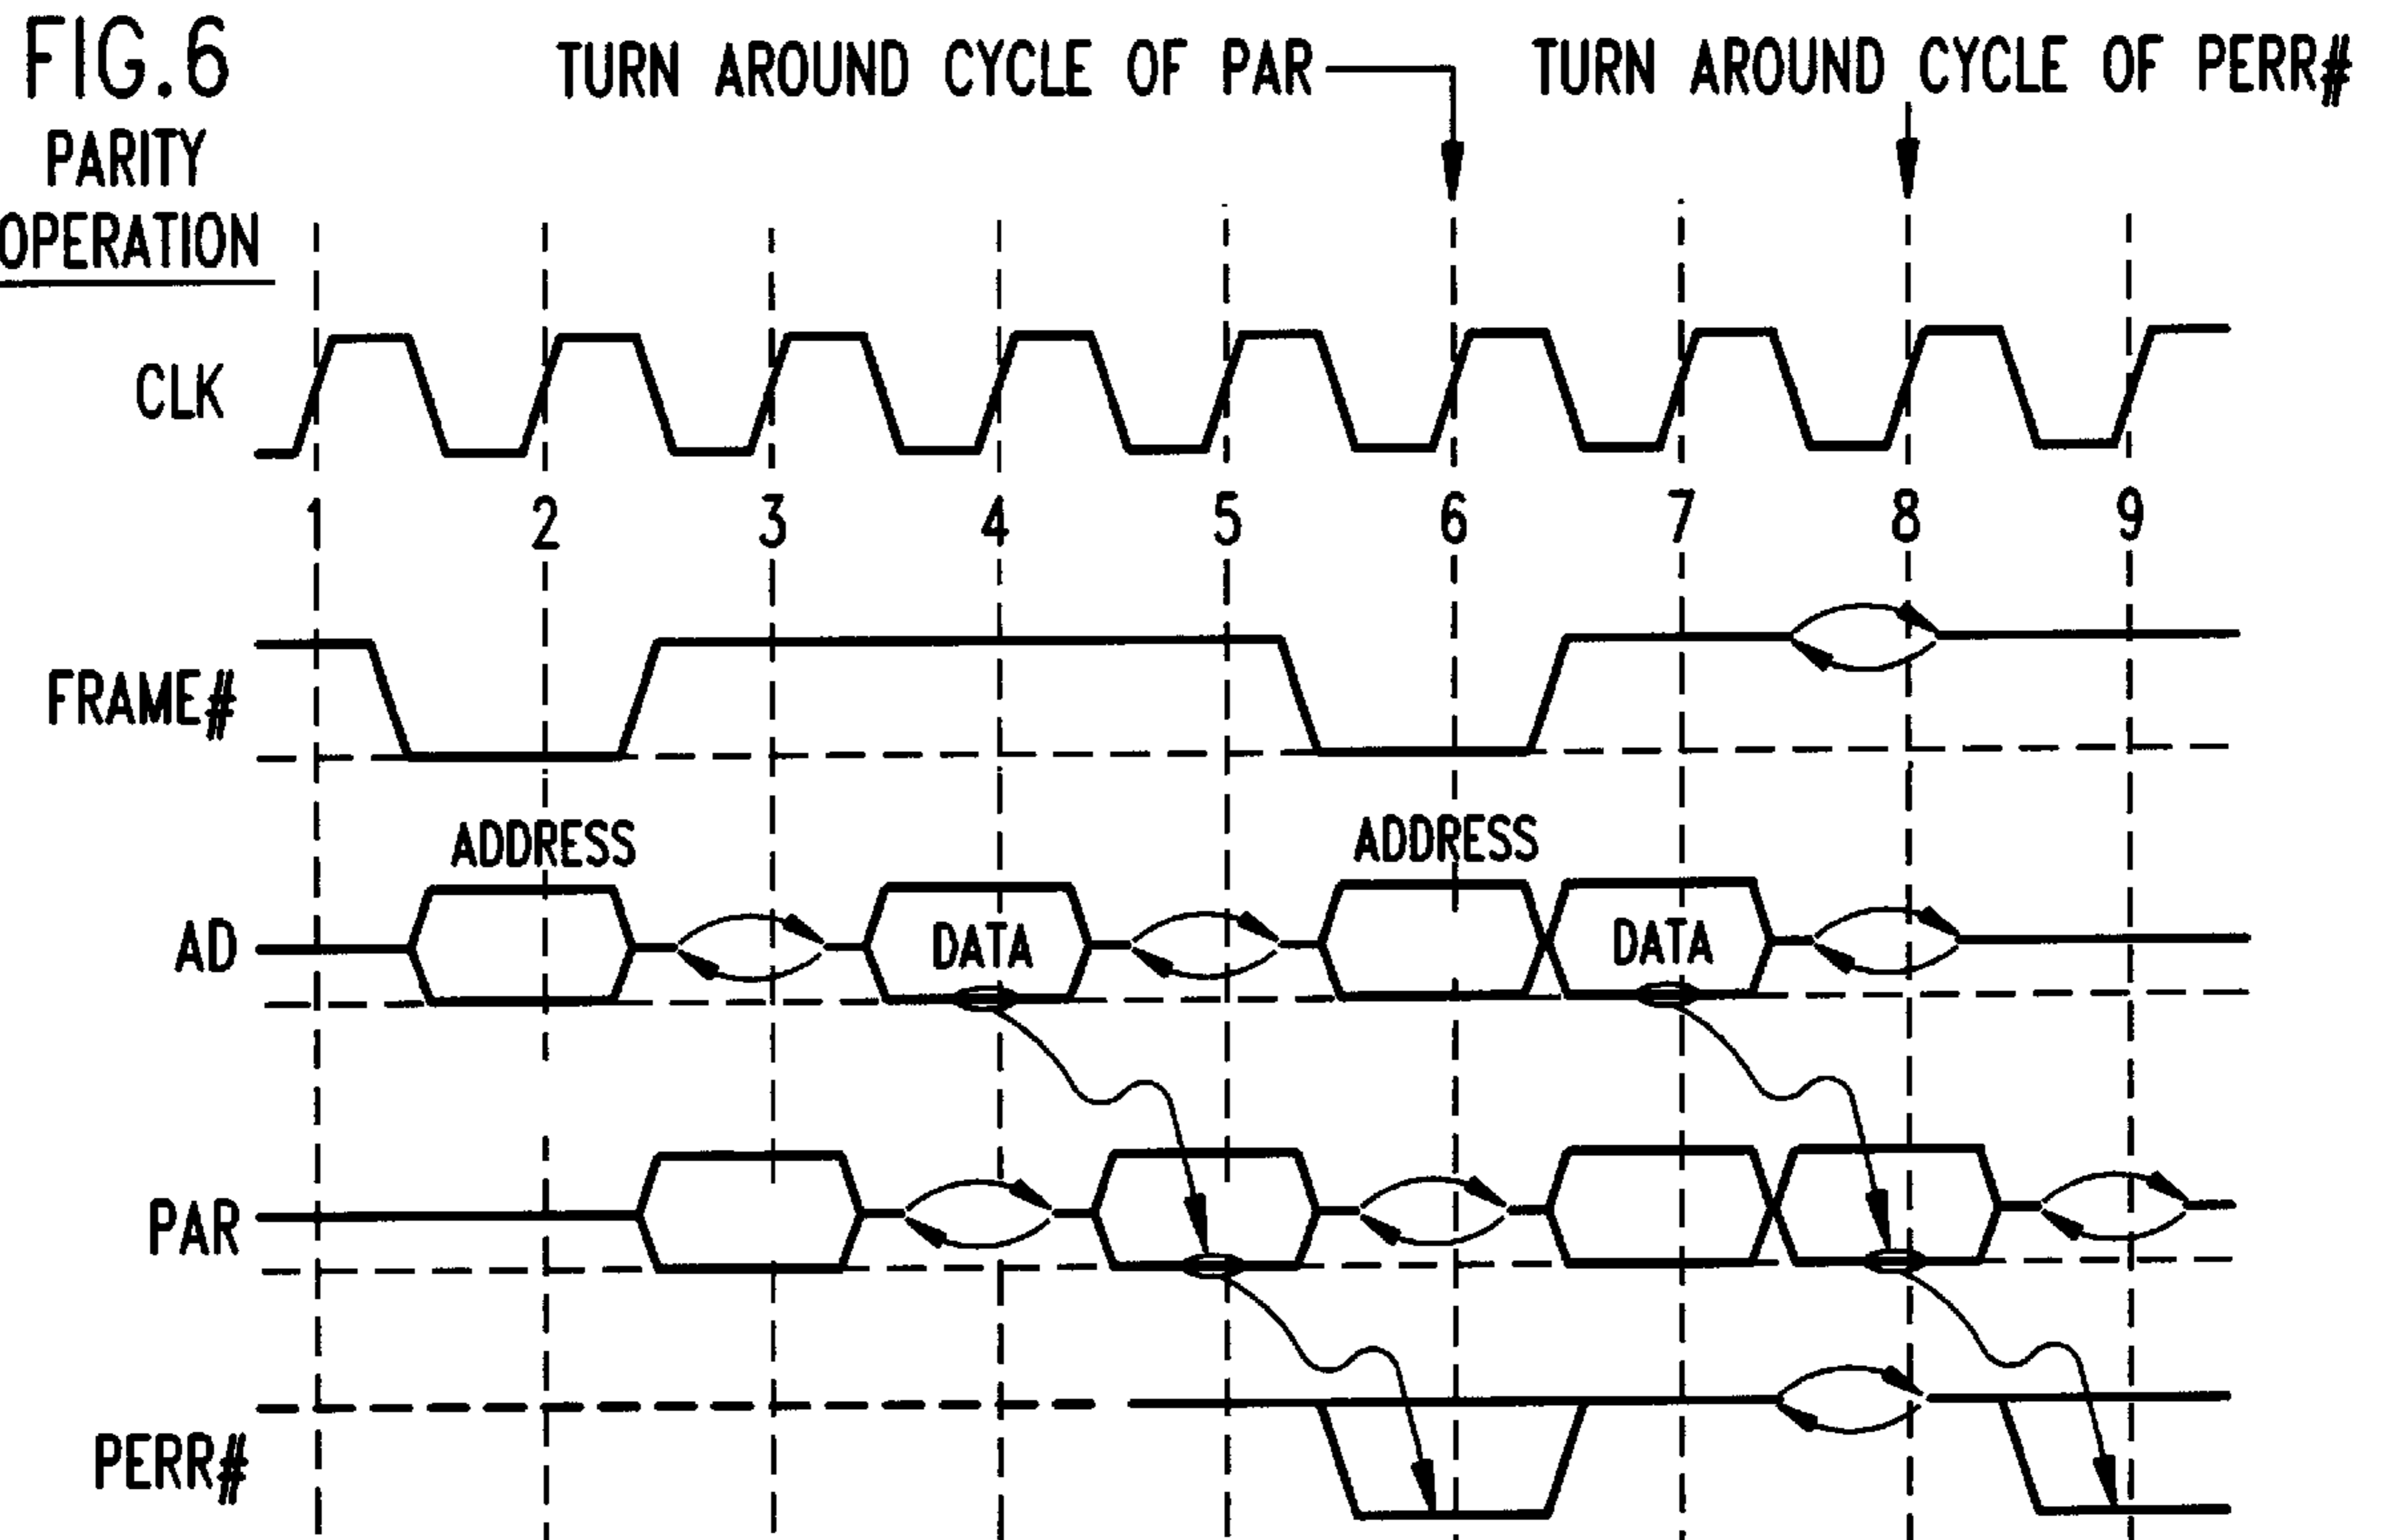 FIG.6
PARITY
OPERATION
TURN AROUND CYCLE OF PAR
TURN AROUND CYCLE OF PERR#
CLK
1 2 3 4 5 6 7 8 9
FRAME#
ADDRESS ADDRESS
AD DATA DATA
PAR
PERR#